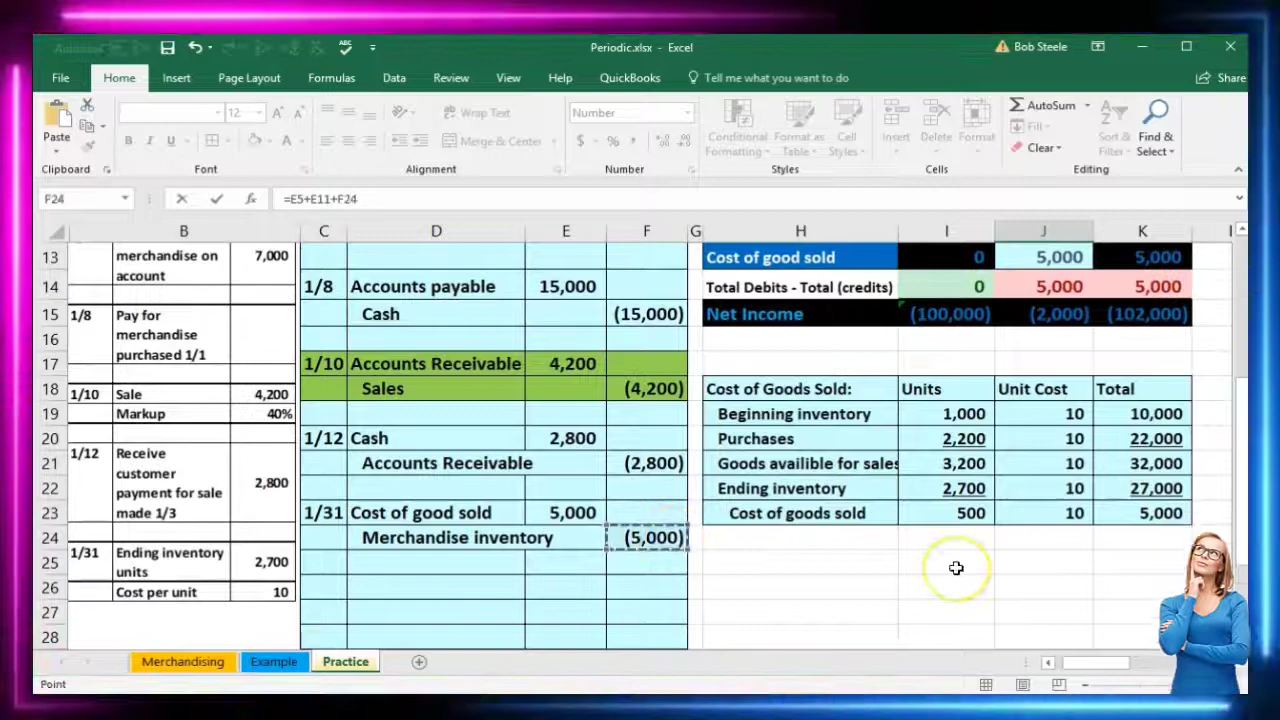 Periodic.xlsx - Excel
Bob Steele
File Home Insert Page Layout Formulas Data Review View Help QuickBooks Tell me what you want to do Share
Paste
12
Wrap Text
Merge & Center
Number
$ %
Conditional Formatting
Format as Table
Cell Styles
Insert Delete Format
AutoSum
Fill
Clear
Sort & Filter
Find & Select
Clipboard Font Alignment Number Styles Cells Editing
F24 =E5+E11+F24
B C D E F G H I J K
13 merchandise on account 7,000 Cost of good sold 0 5,000 5,000
14 1/8 Accounts payable 15,000 Total Debits - Total (credits) 0 5,000 5,000
15 1/8 Pay for merchandise purchased 1/1 Cash (15,000) Net Income (100,000) (2,000) (102,000)
16
17 1/10 Accounts Receivable 4,200
18 1/10 Sale 4,200 Sales (4,200) Cost of Goods Sold: Units Unit Cost Total
19 Markup 40% Beginning inventory 1,000 10 10,000
20 1/12 Cash 2,800 Purchases 2,200 10 22,000
21 1/12 Receive customer payment for sale made 1/3 2,800 Accounts Receivable (2,800) Goods availible for sales 3,200 10 32,000
22 Ending inventory 2,700 10 27,000
23 1/31 Cost of good sold 5,000 Cost of goods sold 500 10 5,000
24 Merchandise inventory (5,000)
25 1/31 Ending inventory units 2,700
26 Cost per unit 10
27
28
Merchandising Example Practice
Point